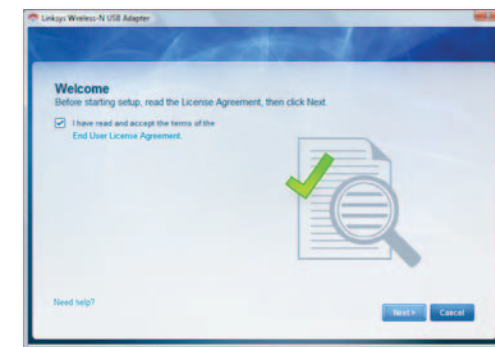 Linksys Wireless-N USB Adapter
Welcome
Before starting setup, read the License Agreement, then click Next.
I have read and accept the terms of the
End User License Agreement.
Need help?
Next >
Cancel